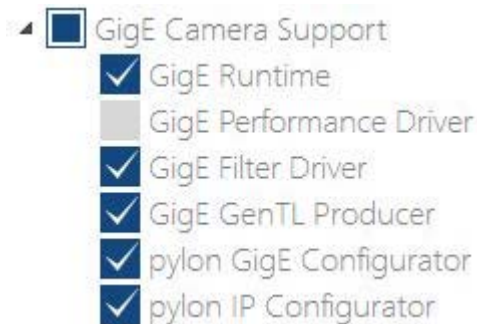 GigE Camera Support
GigE Runtime
GigE Performance Driver
GigE Filter Driver
GigE GenTL Producer
pylon GigE Configurator
pylon IP Configurator